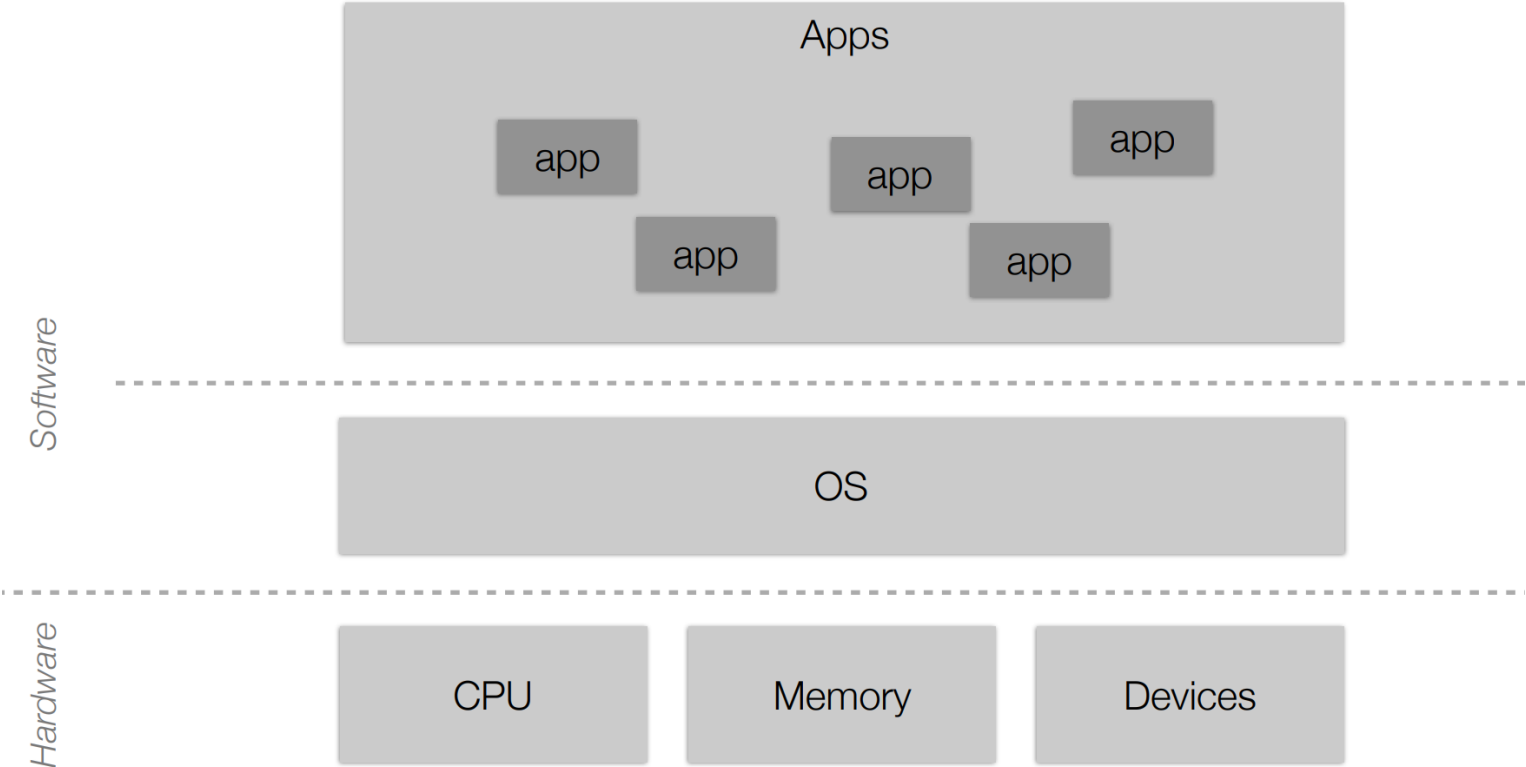 Apps
app
app
app
app
app
Software
OS
Hardware
CPU
Memory
Devices